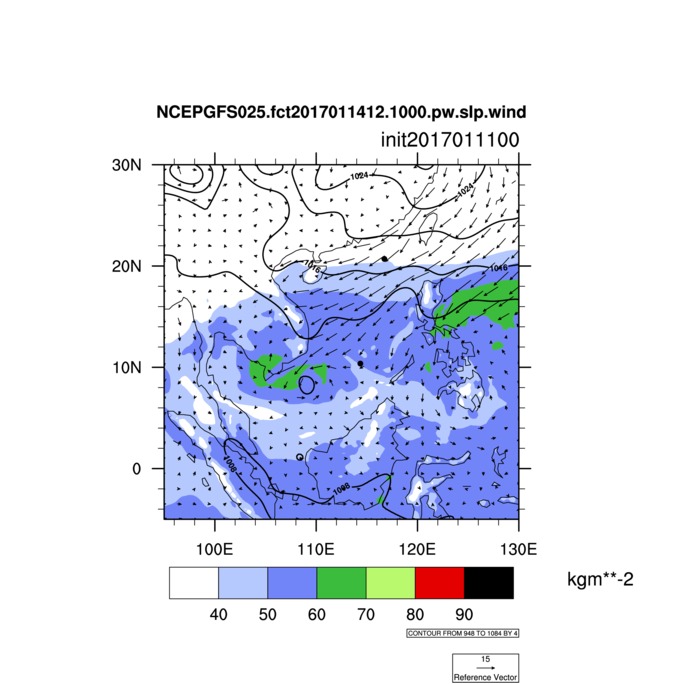 NCEPGFS025.fct2017011412.1000.pw.slp.wind
init2017011100
30N
1024
1024
20N
1016
1016
10N
0
1008
1008
100E
110E
120E
130E
kgm**-2
40
50
60
70
80
90
CONTOUR FROM 948 TO 1084 BY 4
15
Reference Vector